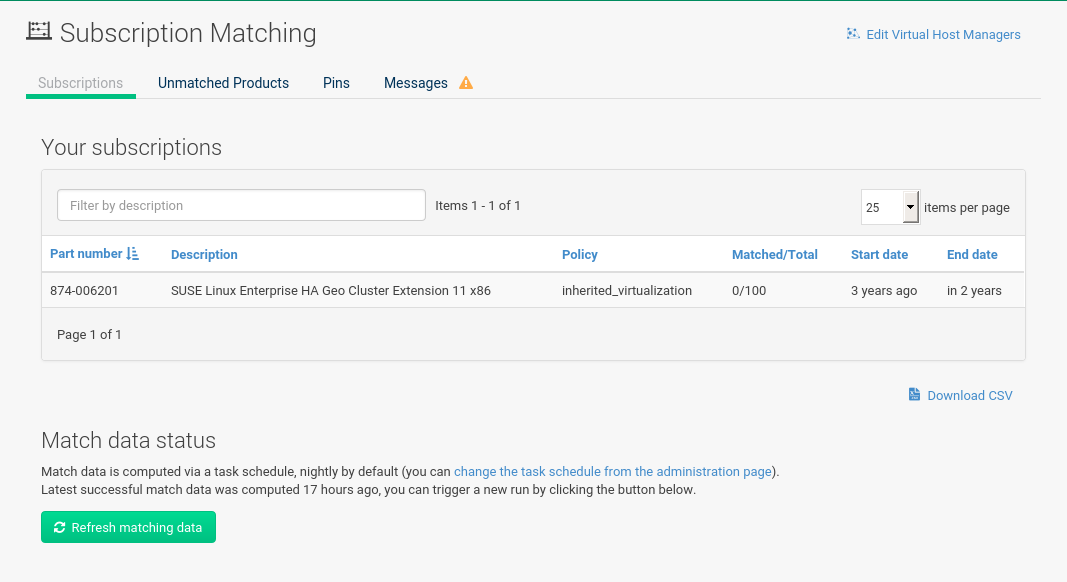 Subscription Matching
Edit Virtual Host Managers
Subscriptions Unmatched Products Pins Messages
Your subscriptions
Filter by description Items 1 - 1 of 1 25 items per page
Part number Description Policy Matched/Total Start date End date
874-006201 SUSE Linux Enterprise HA Geo Cluster Extension 11 x86 inherited_virtualization 0/100 3 years ago in 2 years
Page 1 of 1
Download CSV
Match data status
Match data is computed via a task schedule, nightly by default (you can change the task schedule from the administration page).
Latest successful match data was computed 17 hours ago, you can trigger a new run by clicking the button below.
Refresh matching data